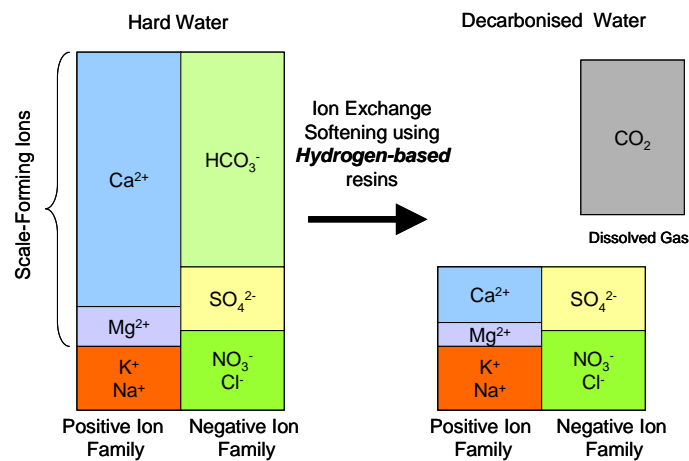 Hard Water
Decarbonised Water
Scale-Forming Ions
Ca²⁺
HCO₃⁻
Mg²⁺
SO₄²⁻
K⁺
Na⁺
NO₃⁻
Cl⁻
Positive Ion
Family
Negative Ion
Family
Ion Exchange
Softening using
Hydrogen-based
resins
CO₂
Dissolved Gas
Ca²⁺
SO₄²⁻
Mg²⁺
K⁺
Na⁺
NO₃⁻
Cl⁻
Positive Ion
Family
Negative Ion
Family